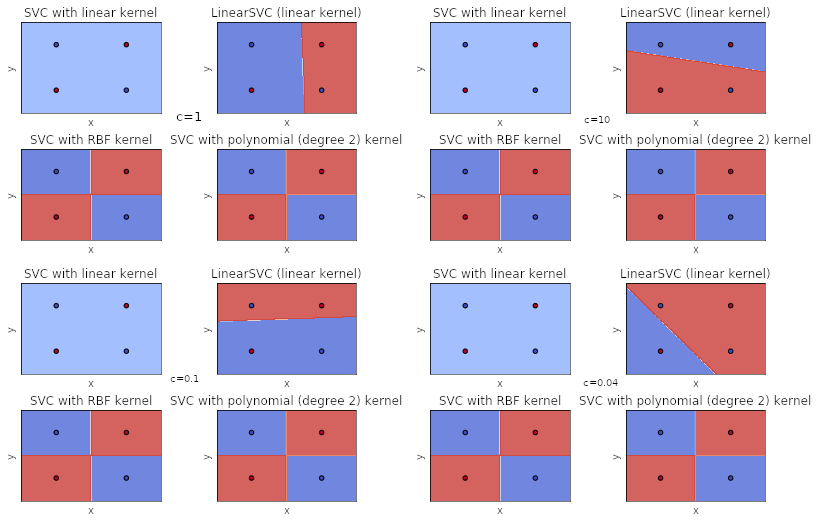 SVC with linear kernel LinearSVC (linear kernel) SVC with linear kernel LinearSVC (linear kernel)
y y y y
x x x x
c=1 c=10
SVC with RBF kernel SVC with polynomial (degree 2) kernel SVC with RBF kernel SVC with polynomial (degree 2) kernel
y y y y
x x x x
SVC with linear kernel LinearSVC (linear kernel) SVC with linear kernel LinearSVC (linear kernel)
y y y y
c=0.1 c=0.04
x x x x
SVC with RBF kernel SVC with polynomial (degree 2) kernel SVC with RBF kernel SVC with polynomial (degree 2) kernel
y y y y
x x x x